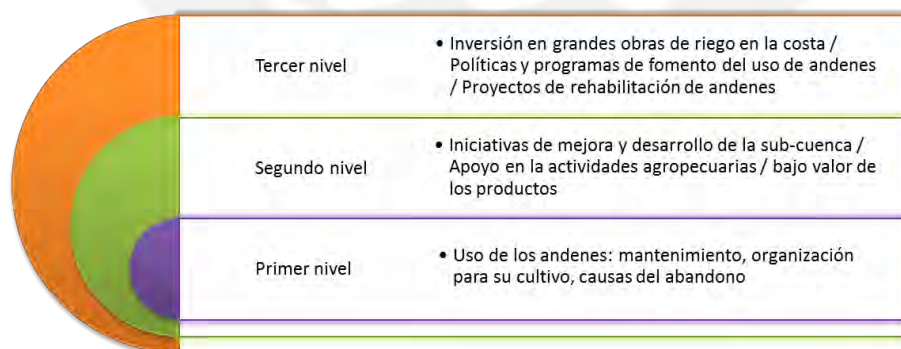 Tercer nivel
• Inversión en grandes obras de riego en la costa /
Políticas y programas de fomento del uso de andenes
/ Proyectos de rehabilitación de andenes
Segundo nivel
• Iniciativas de mejora y desarrollo de la sub-cuenca /
Apoyo en la actividades agropecuarias / bajo valor de
los productos
Primer nivel
• Uso de los andenes: mantenimiento, organización
para su cultivo, causas del abandono